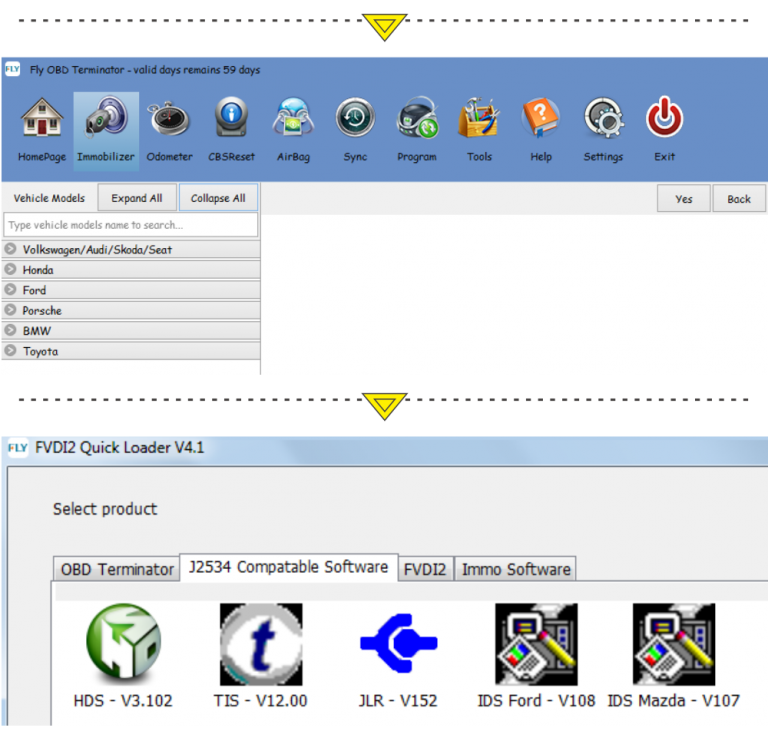 FLY Fly OBD Terminator - valid days remains 59 days
HomePage Immobilizer Odometer CBSReset AirBag Sync Program Tools Help Settings Exit
Vehicle Models Expand All Collapse All Yes Back
Type vehicle models name to search...
Volkswagen/Audi/Skoda/Seat
Honda
Ford
Porsche
BMW
Toyota
FLY FVDI2 Quick Loader V4.1
Select product
OBD Terminator J2534 Compatable Software FVDI2 Immo Software
t
HDS - V3.102 TIS - V12.00 JLR - V152 IDS Ford - V108 IDS Mazda - V107